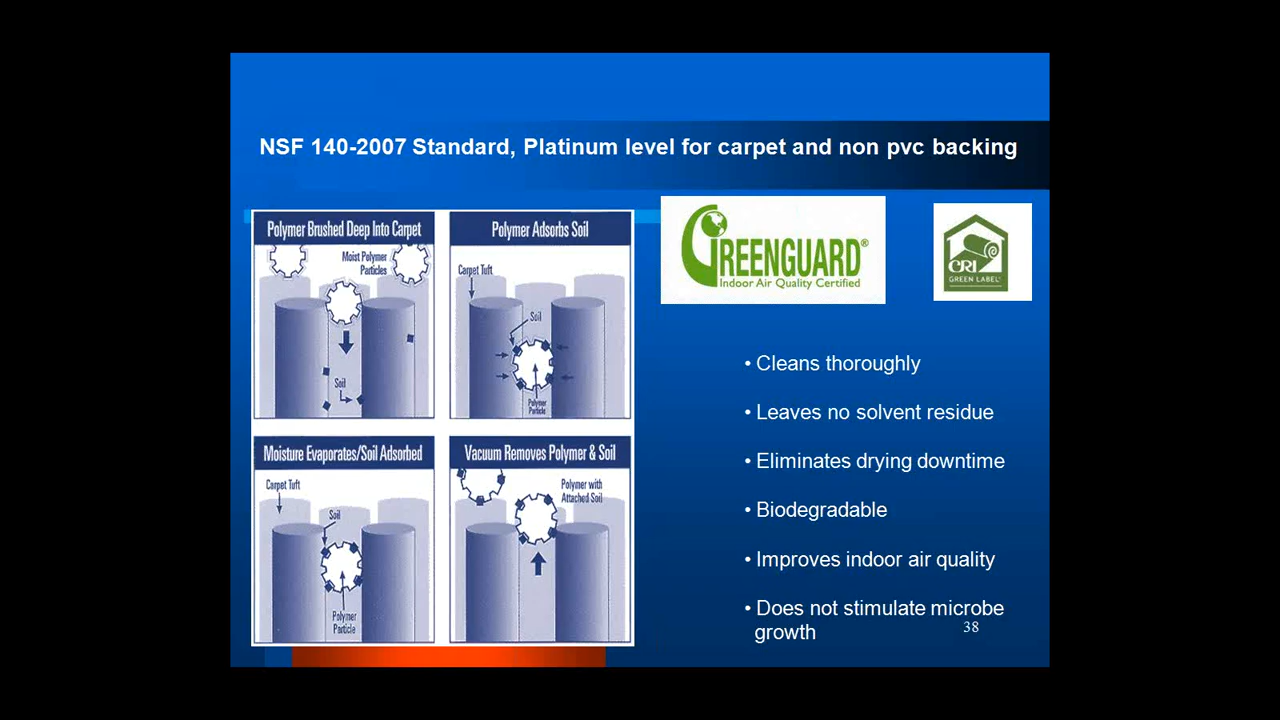 NSF 140-2007 Standard, Platinum level for carpet and non pvc backing
Polymer Brushed Deep Into Carpet
Moist Polymer
Particles
Soil
Polymer Adsorbs Soil
Carpet Tuft
Soil
Polymer
Particle
Moisture Evaporates/Soil Adsorbed
Carpet Tuft
Soil
Polymer
Particle
Vacuum Removes Polymer & Soil
Polymer with
Attached Soil
GREENGUARD®
Indoor Air Quality Certified
CRI
GREEN LABEL
• Cleans thoroughly
• Leaves no solvent residue
• Eliminates drying downtime
• Biodegradable
• Improves indoor air quality
• Does not stimulate microbe
growth
38